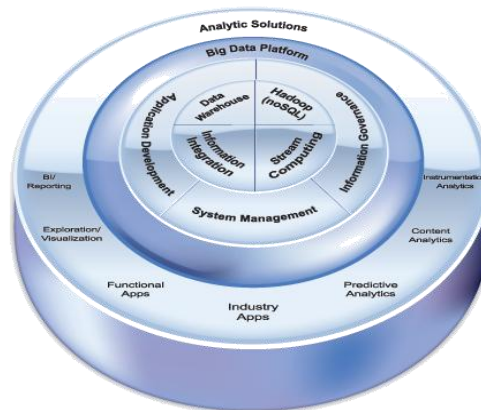 Analytic Solutions
Big Data Platform
Application Development
Data
Warehouse
Hadoop
(noSQL)
Information Governance
Information
Integration
Stream
Computing
System Management
BI/
Reporting
Exploration/
Visualization
Functional
Apps
Industry
Apps
Predictive
Analytics
Content
Analytics
Instrumentation
Analytics